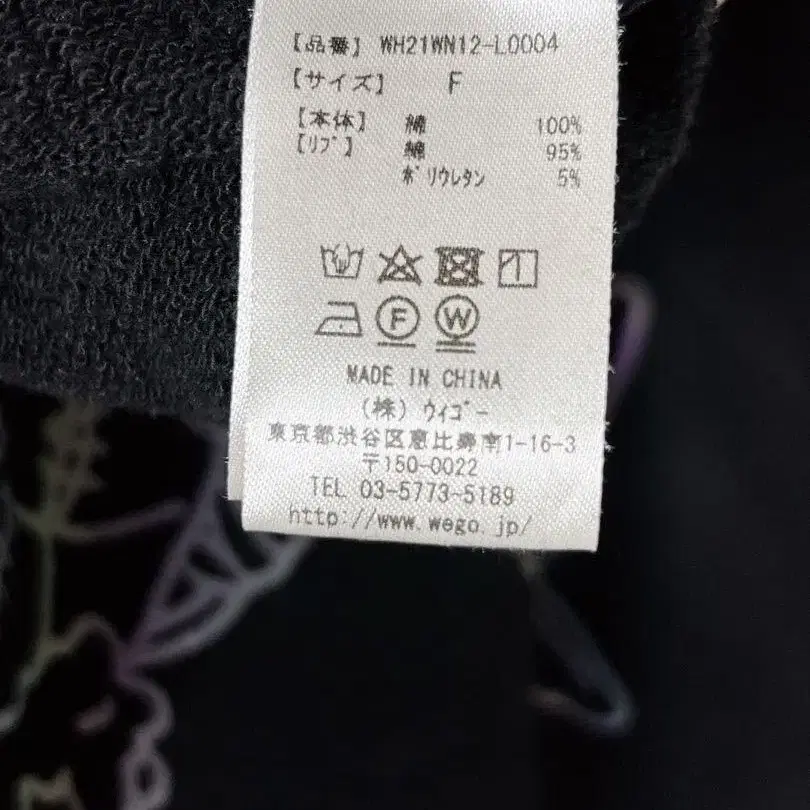 【品番】 WH21WN12-L0004
【サイズ】 F
【本体】 綿 100%
【リブ】 綿 95%
ポリウレタン 5%
F W
MADE IN CHINA
(株) ウィゴー
東京都渋谷区恵比寿南1-16-3
〒150-0022
TEL 03-5773-5189
http://www.wego.jp/